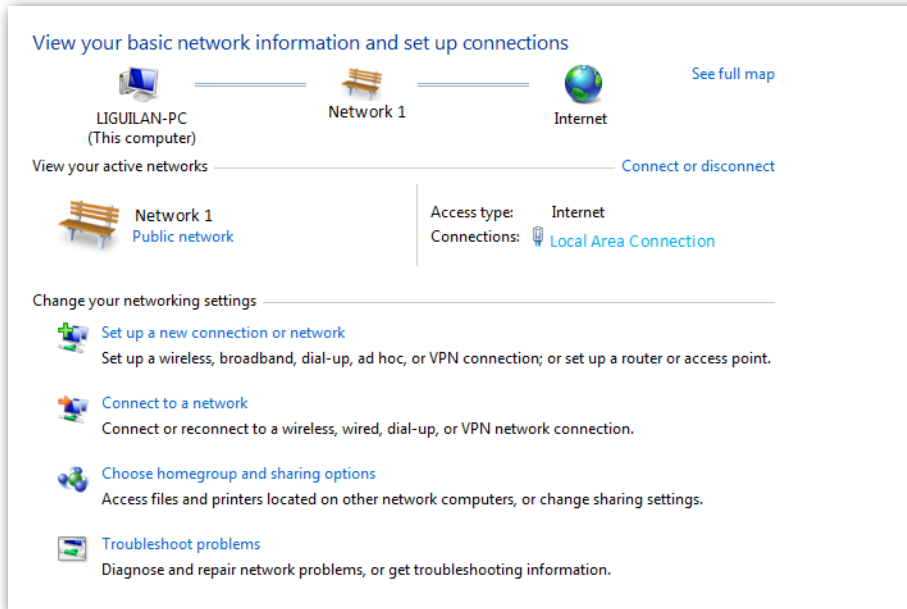 View your basic network information and set up connections
See full map
LIGUILAN-PC
(This computer)
Network 1
Internet
View your active networks
Connect or disconnect
Network 1
Public network
Access type: Internet
Connections: Local Area Connection
Change your networking settings
Set up a new connection or network
Set up a wireless, broadband, dial-up, ad hoc, or VPN connection; or set up a router or access point.
Connect to a network
Connect or reconnect to a wireless, wired, dial-up, or VPN network connection.
Choose homegroup and sharing options
Access files and printers located on other network computers, or change sharing settings.
Troubleshoot problems
Diagnose and repair network problems, or get troubleshooting information.